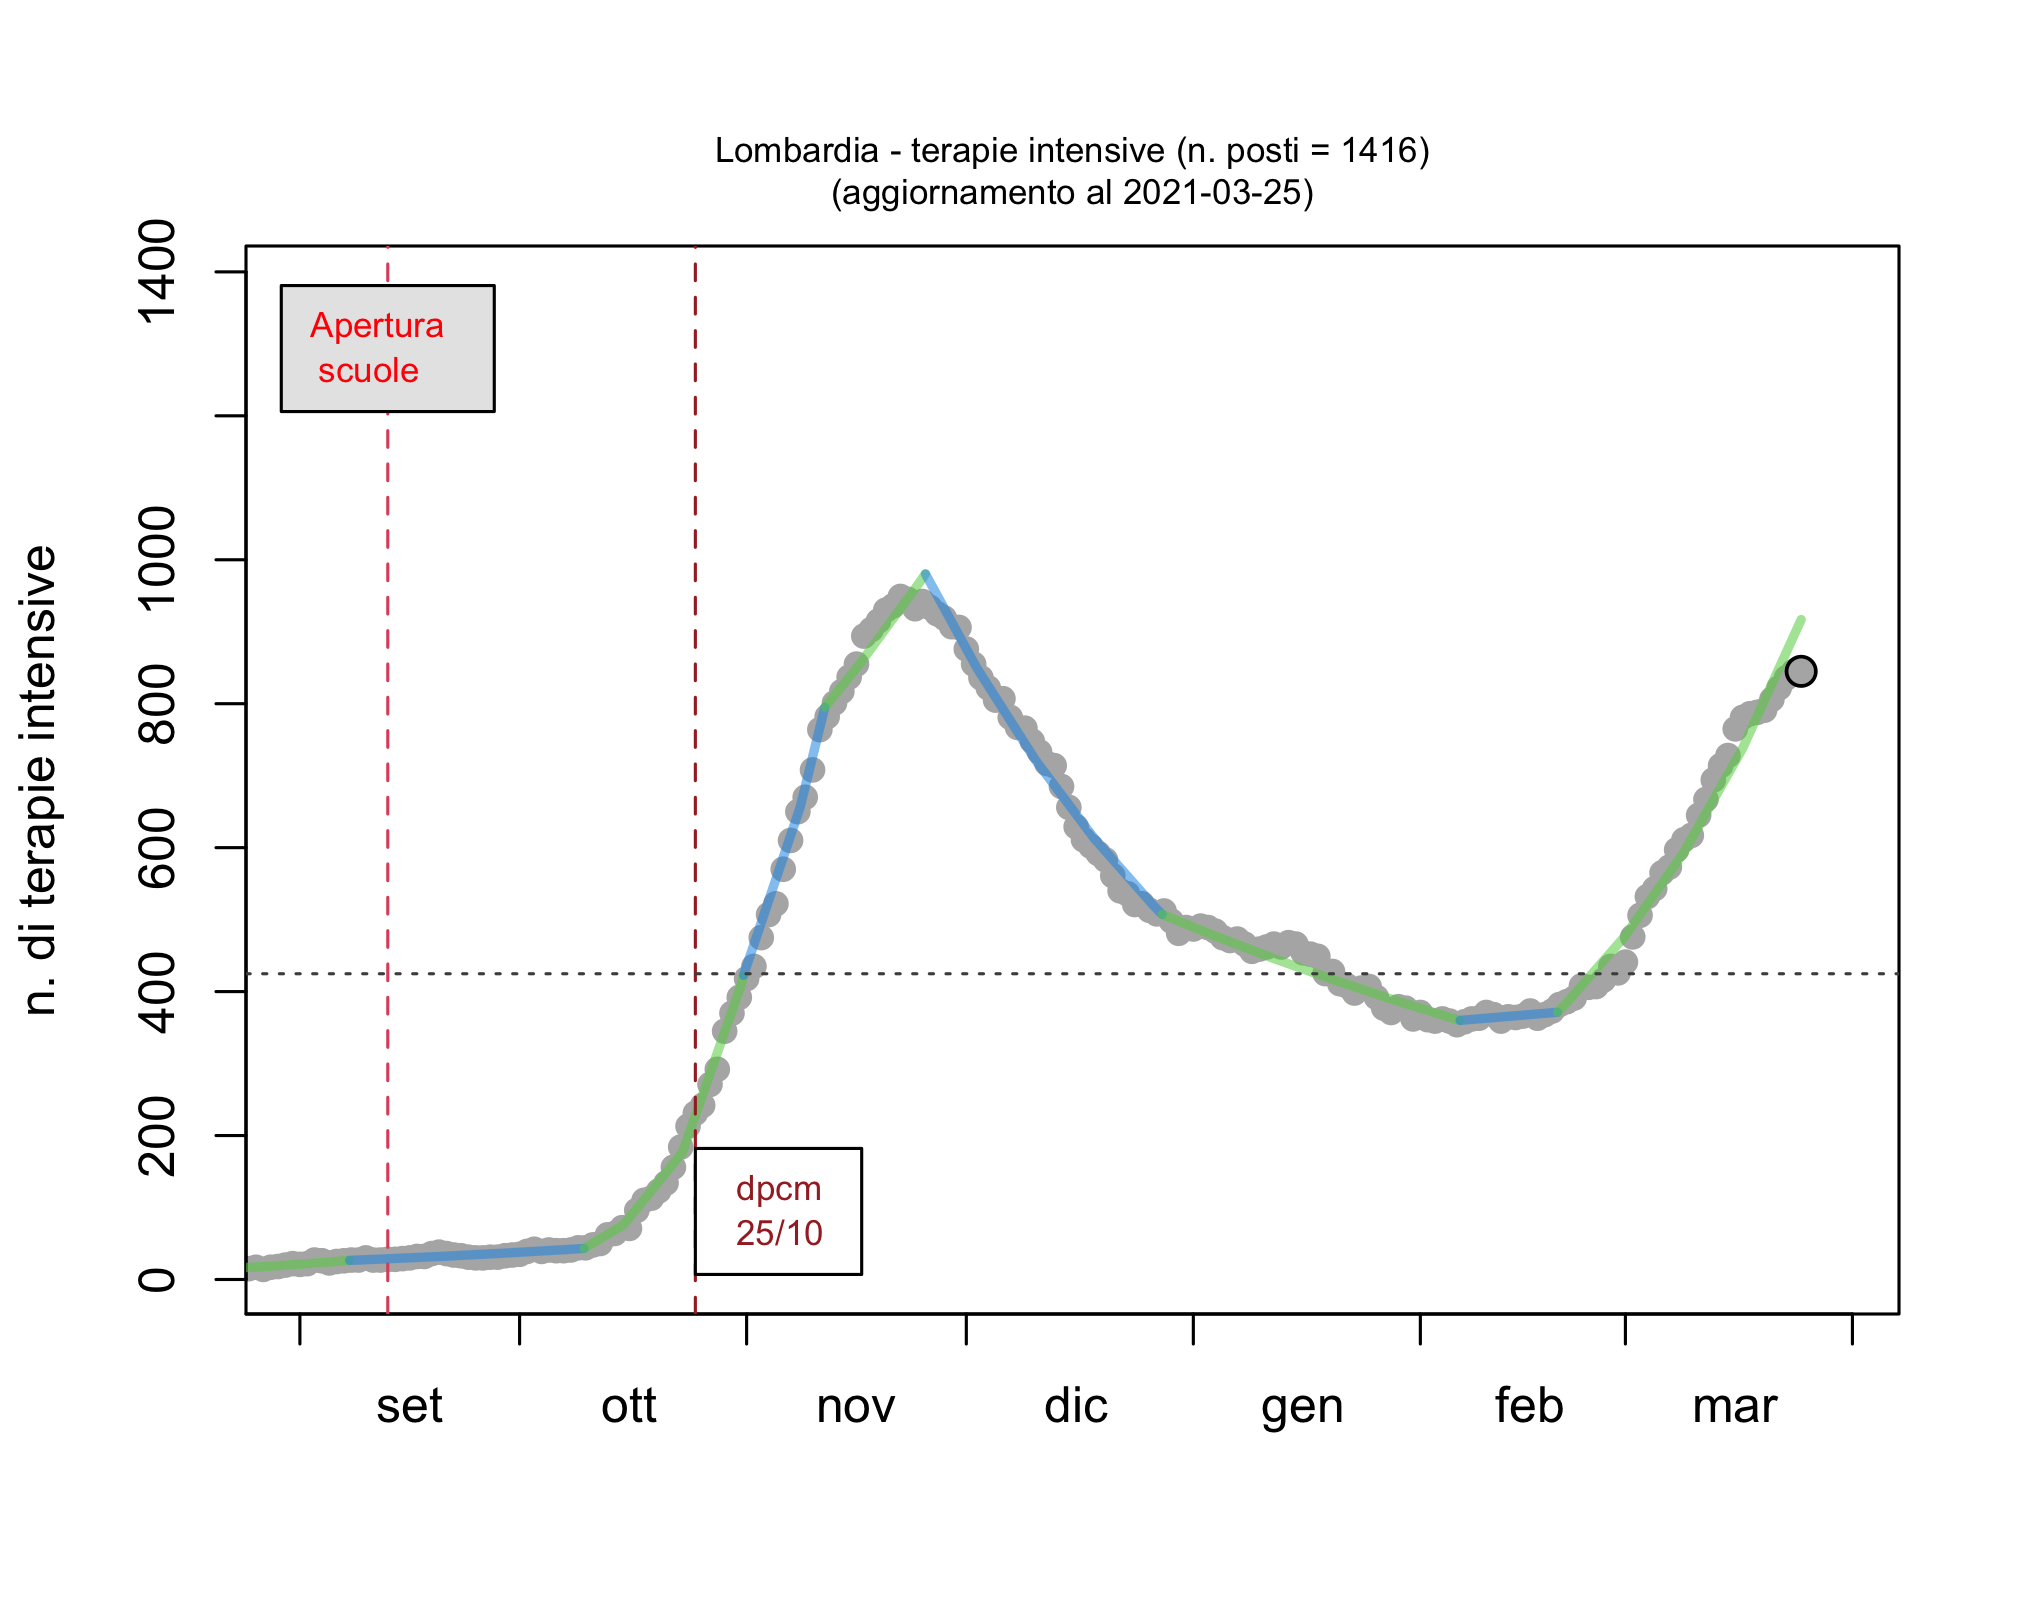 Lombardia - terapie intensive (n. posti = 1416)
(aggiornamento al 2021-03-25)
n. di terapie intensive
1400
1000
800
600
400
200
0
Apertura
scuole
dpcm
25/10
set ott nov dic gen feb mar